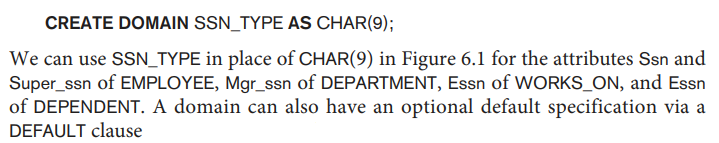 CREATE DOMAIN SSN_TYPE AS CHAR(9);
We can use SSN_TYPE in place of CHAR(9) in Figure 6.1 for the attributes Ssn and
Super_ssn of EMPLOYEE, Mgr_ssn of DEPARTMENT, Essn of WORKS_ON, and Essn
of DEPENDENT. A domain can also have an optional default specification via a
DEFAULT clause